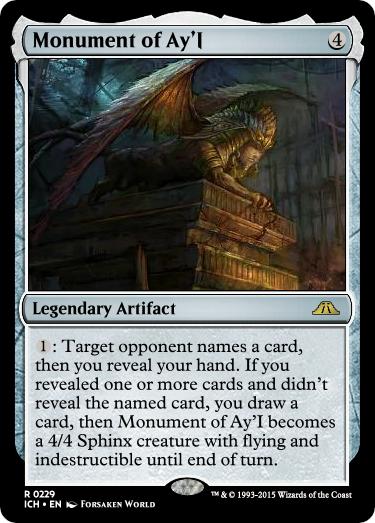 Monument of Ay'I 4
Legendary Artifact
1 : Target opponent names a card,
then you reveal your hand. If you
revealed one or more cards and didn't
reveal the named card, you draw a
card, then Monument of Ay'I becomes
a 4/4 Sphinx creature with flying and
indestructible until end of turn.
R 0229
ICH • EN Forsaken World
™ & © 1993-2015 Wizards of the Coast